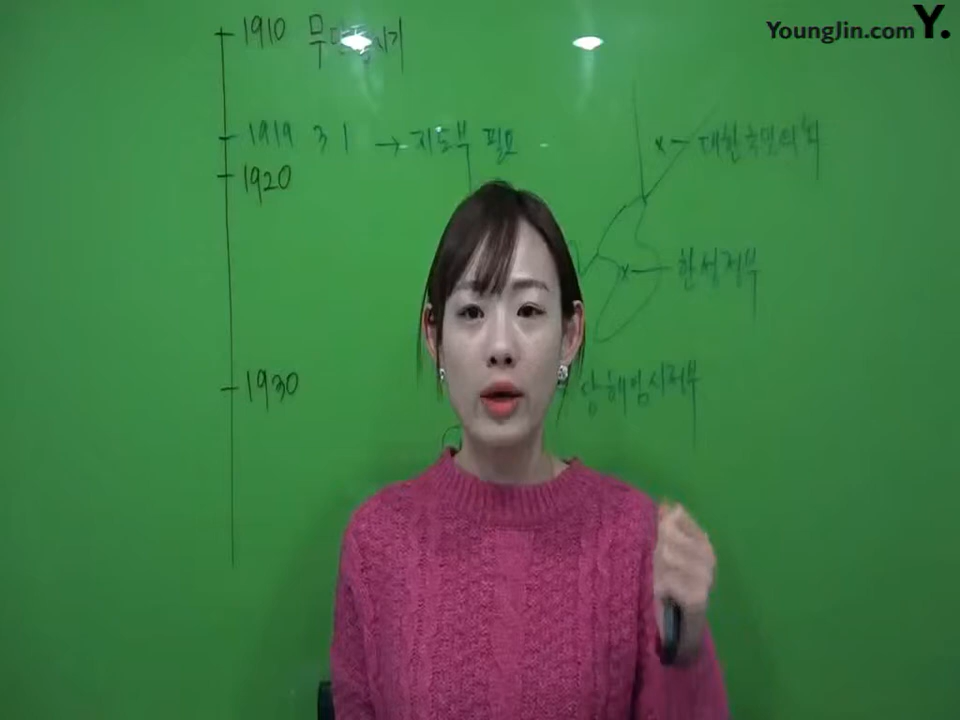 YoungJin.com Y.
1910 무단통치기
1919 3 1 → 지도부 필요
x 대한국민의회
1920
x 한성정부
1930
상해임시정부